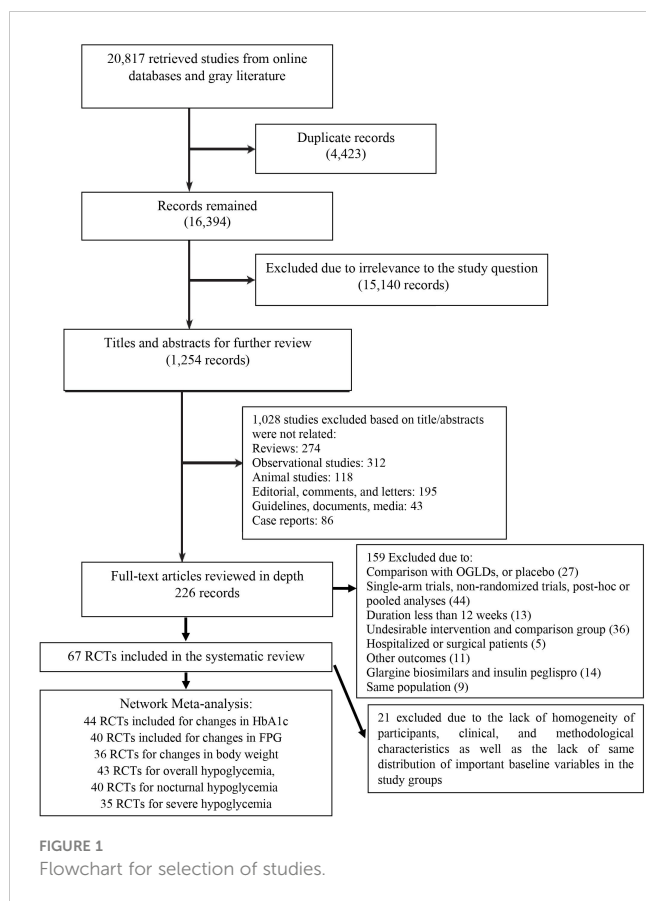 20,817 retrieved studies from online
databases and gray literature
Duplicate records
(4,423)
Records remained
(16,394)
Excluded due to irrelevance to the study question
(15,140 records)
Titles and abstracts for further review
(1,254 records)
1,028 studies excluded based on title/abstracts
were not related:
Reviews: 274
Observational studies: 312
Animal studies: 118
Editorial, comments, and letters: 195
Guidelines, documents, media: 43
Case reports: 86
Full-text articles reviewed in depth
226 records
159 Excluded due to:
Comparison with OGLDs, or placebo (27)
Single-arm trials, non-randomized trials, post-hoc or
pooled analyses (44)
Duration less than 12 weeks (13)
Undesirable intervention and comparison group (36)
Hospitalized or surgical patients (5)
Other outcomes (11)
Glargine biosimilars and insulin peglispro (14)
Same population (9)
67 RCTs included in the systematic review
21 excluded due to the lack of homogeneity of
participants, clinical, and methodological
characteristics as well as the lack of same
distribution of important baseline variables in the
study groups
Network Meta-analysis:
44 RCTs included for changes in HbA1c
40 RCTs included for changes in FPG
36 RCTs for changes in body weight
43 RCTs for overall hypoglycemia,
40 RCTs for nocturnal hypoglycemia
35 RCTs for severe hypoglycemia
FIGURE 1
Flowchart for selection of studies.